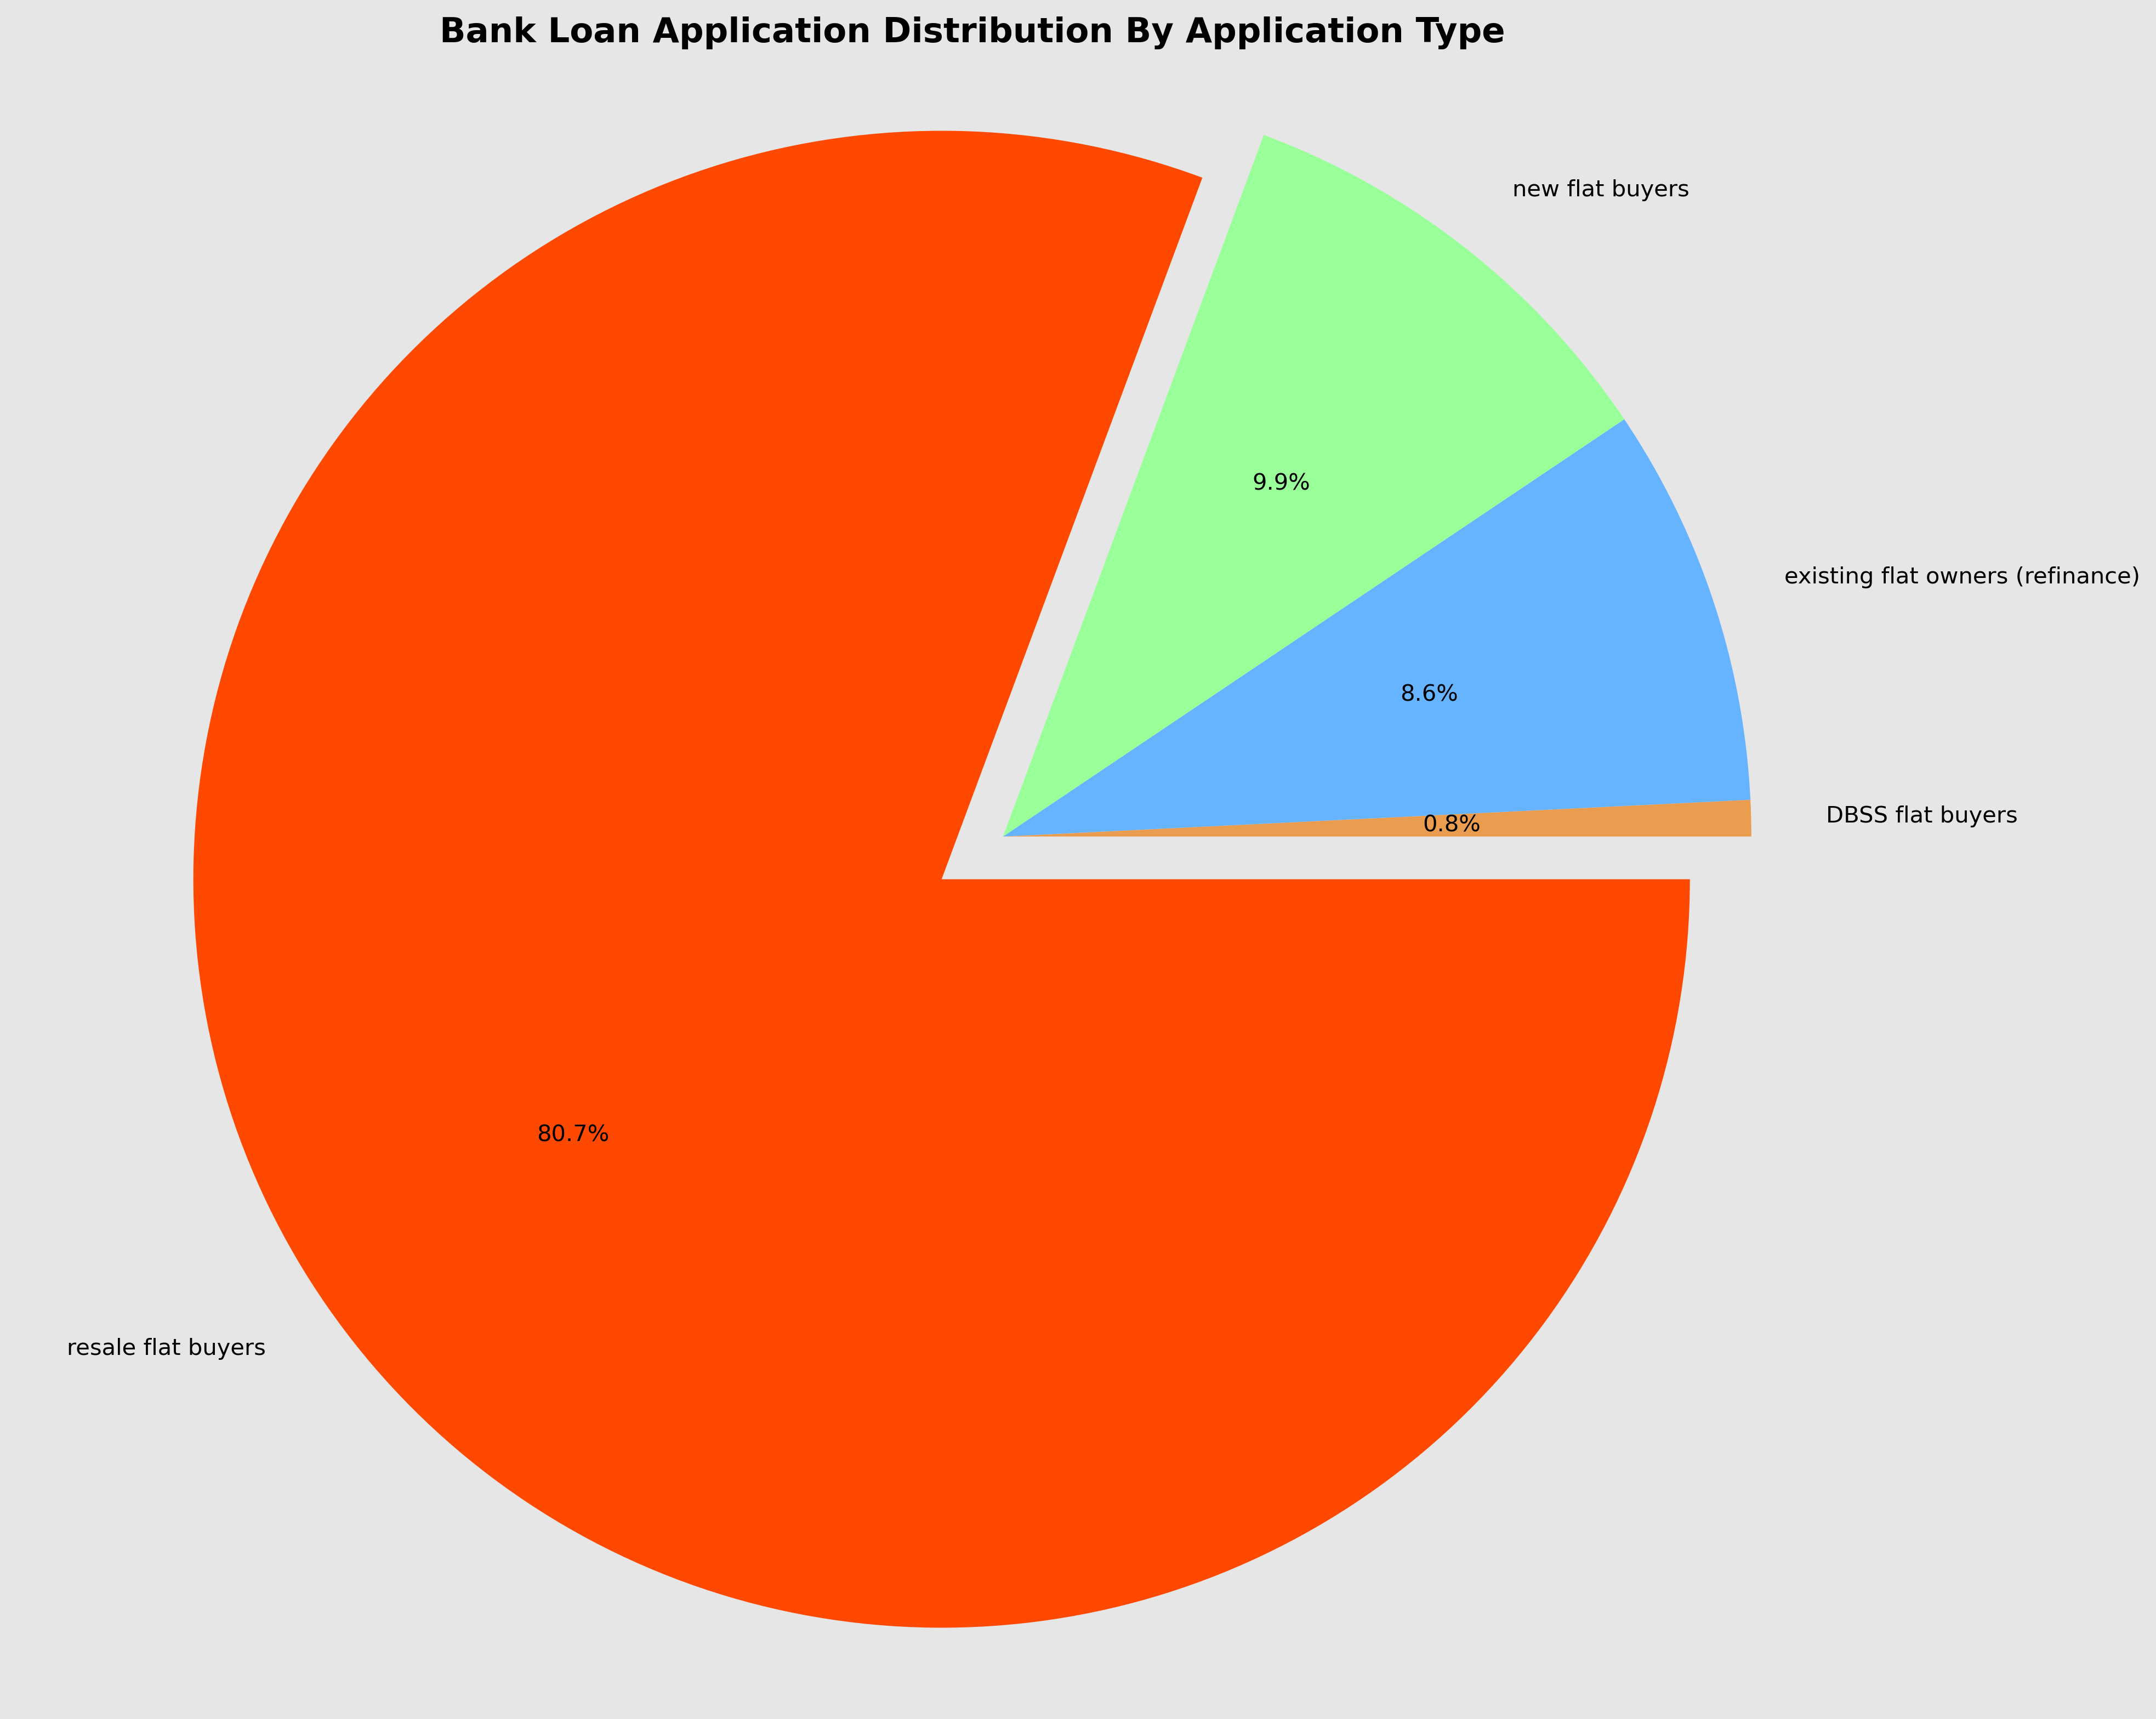 Bank Loan Application Distribution By Application Type
new flat buyers
9.9%
existing flat owners (refinance)
8.6%
DBSS flat buyers
0.8%
80.7%
resale flat buyers